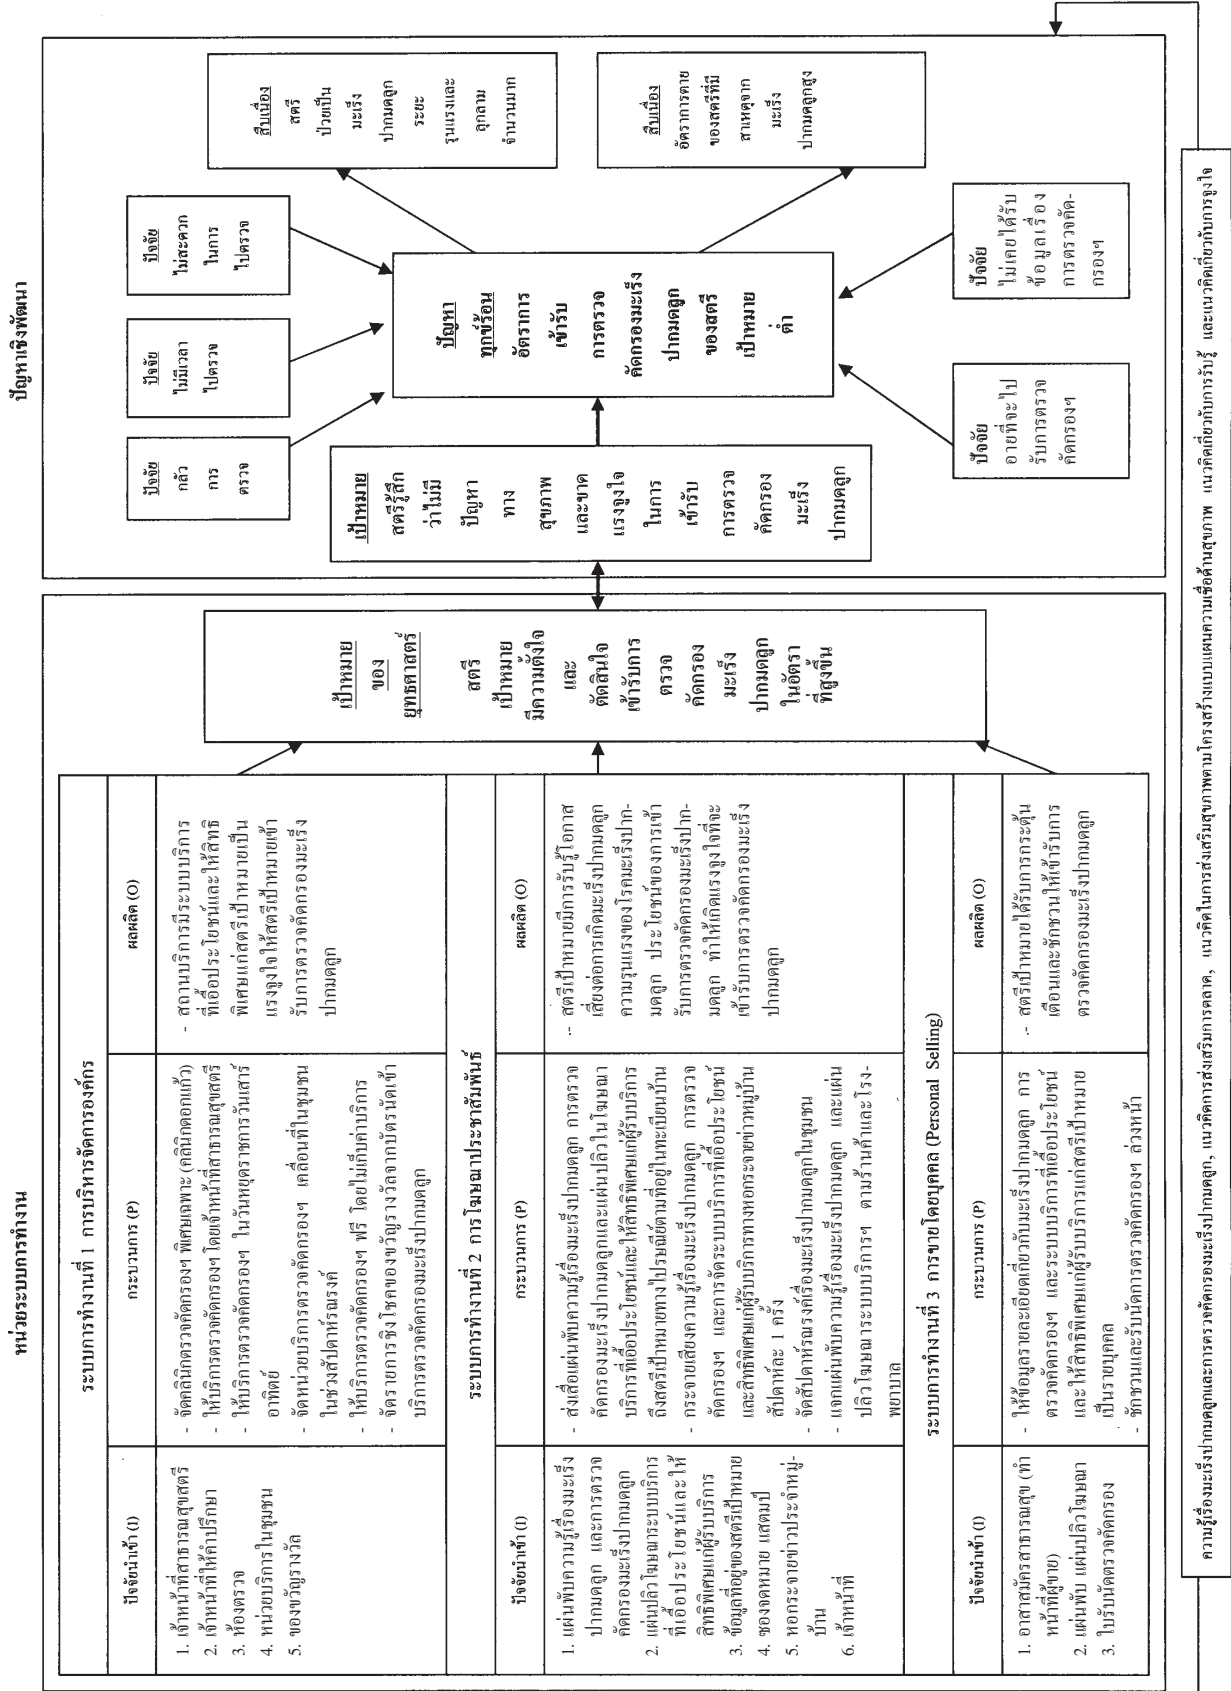 หน่วยระบบการทำงาน
ระบบการทำงานที่ 1 การบริหารจัดการองค์กร
ปัจจัยนำเข้า (I)
กระบวนการ (P)
ผลผลิต (O)
1. เจ้าหน้าที่สาธารณสุขสตรี
2. เจ้าหน้าที่ให้คำปรึกษา
3. ห้องตรวจ
4. หน่วยบริการในชุมชน
5. ของขวัญรางวัล
- จัดคลินิกตรวจคัดกรองฯ พิเศษเฉพาะ (คลินิกดอกแก้ว)
- ให้บริการตรวจคัดกรองฯ โดยเจ้าหน้าที่สาธารณสุขสตรี
- ให้บริการตรวจคัดกรองฯ ในวันหยุดราชการวันเสาร์
อาทิตย์
- จัดหน่วยบริการตรวจคัดกรองฯ เคลื่อนที่ในชุมชน
ในช่วงสัปดาห์รณรงค์
- ให้บริการตรวจคัดกรองฯ ฟรี โดยไม่เก็บค่าบริการ
- จัดรายการชิงโชคของขวัญรางวัลจากบัตรนัดเข้า
บริการตรวจคัดกรองมะเร็งปากมดลูก
- สถานบริการมีระบบบริการ
ที่เอื้อประโยชน์และให้สิทธิ
พิเศษแก่สตรีเป้าหมายเป็น
แรงจูงใจให้สตรีเป้าหมายเข้า
รับการตรวจคัดกรองมะเร็ง
ปากมดลูก
ระบบการทำงานที่ 2 การโฆษณาประชาสัมพันธ์
ปัจจัยนำเข้า (I)
กระบวนการ (P)
ผลผลิต (O)
1. แผ่นพับความรู้เรื่องมะเร็ง
ปากมดลูก และการตรวจ
คัดกรองมะเร็งปากมดลูก
2. แผ่นปลิวโฆษณาระบบบริการ
ที่เอื้อประโยชน์และให้
สิทธิพิเศษแก่ผู้รับบริการ
3. ข้อมูลที่อยู่ของสตรีเป้าหมาย
4. ซองจดหมาย แสตมป์
5. หอกระจายข่าวประจำหมู่-
บ้าน
6. เจ้าหน้าที่
- ส่งสื่อแผ่นพับความรู้เรื่องมะเร็งปากมดลูก การตรวจ
คัดกรองมะเร็งปากมดลูกและแผ่นปลิวใบโฆษณา
บริการที่เอื้อประโยชน์และให้สิทธิพิเศษแก่ผู้รับบริการ
ถึงสตรีเป้าหมายทางไปรษณีย์ตามที่อยู่ในทะเบียนบ้าน
- กระจายเสียงความรู้เรื่องมะเร็งปากมดลูก การตรวจ
คัดกรองฯ และการจัดระบบบริการที่เอื้อประโยชน์
และสิทธิพิเศษแก่ผู้รับบริการทางหอกระจายข่าวหมู่บ้าน
สัปดาห์ละ 1 ครั้ง
- จัดสัปดาห์รณรงค์เรื่องมะเร็งปากมดลูกในชุมชน
- แจกแผ่นพับความรู้เรื่องมะเร็งปากมดลูก และแผ่น
ปลิวโฆษณาระบบบริการฯ ตามร้านค้าและโรง-
พยาบาล
.- สตรีเป้าหมายมีการรับรู้โอกาส
เสี่ยงต่อการเกิดมะเร็งปากมดลูก
ความรุนแรงของโรคมะเร็งปาก-
มดลูก ประโยชน์ของการเข้า
รับการตรวจคัดกรองมะเร็งปาก-
มดลูก ทำให้เกิดแรงจูงใจที่จะ
เข้ารับการตรวจคัดกรองมะเร็ง
ปากมดลูก
ระบบการทำงานที่ 3 การขายโดยบุคคล (Personal Selling)
ปัจจัยนำเข้า (I)
กระบวนการ (P)
ผลผลิต (O)
1. อาสาสมัครสาธารณสุข (ทำ
หน้าที่ผู้ขาย)
2. แผ่นพับ แผ่นปลิวโฆษณา
3. ใบรับนัดตรวจคัดกรอง
- ให้ข้อมูลรายละเอียดเกี่ยวกับมะเร็งปากมดลูก การ
ตรวจคัดกรองฯ และระบบบริการที่เอื้อประโยชน์
และให้สิทธิพิเศษแก่ผู้รับบริการแก่สตรีเป้าหมาย
เป็นรายบุคคล
- ชักชวนและรับนัดการตรวจคัดกรองฯ ล่วงหน้า
.- สตรีเป้าหมายได้รับการกระตุ้น
เตือนและชักชวนให้เข้ารับการ
ตรวจคัดกรองมะเร็งปากมดลูก
เป้าหมาย
ของ
ยุทธศาสตร์
สตรี
เป้าหมาย
มีความตั้งใจ
และ
ตัดสินใจ
เข้ารับการ
ตรวจ
คัดกรอง
มะเร็ง
ปากมดลูก
ในอัตรา
ที่สูงขึ้น
ปัญหาเชิงพัฒนา
เป้าหมาย
สตรีรู้สึก
ว่าไม่มี
ปัญหา
ทาง
สุขภาพ
และขาด
แรงจูงใจ
ในการ
เข้ารับ
การตรวจ
คัดกรอง
มะเร็ง
ปากมดลูก
ปัจจัย
กลัว
การ
ตรวจ
ปัจจัย
ไม่มีเวลา
ไปตรวจ
ปัจจัย
ไม่สะดวก
ในการ
ไปตรวจ
ปัญหา
ทุกข์ร้อน
อัตราการ
เข้ารับ
การตรวจ
คัดกรองมะเร็ง
ปากมดลูก
ของสตรี
เป้าหมาย
ต่ำ
ปัจจัย
อายที่จะไป
รับการตรวจ
คัดกรองฯ
ปัจจัย
ไม่เคยได้รับ
ข้อมูลเรื่อง
การตรวจคัด-
กรองฯ
สืบเนื่อง
สตรี
ป่วยเป็น
มะเร็ง
ปากมดลูก
ระยะ
รุนแรงและ
ลุกลาม
จำนวนมาก
สืบเนื่อง
อัตราการตาย
ของสตรีที่มี
สาเหตุจาก
มะเร็ง
ปากมดลูกสูง
ความรู้เรื่องมะเร็งปากมดลูกและการตรวจคัดกรองมะเร็งปากมดลูก, แนวคิดการส่งเสริมการตลาด, แนวคิดในการส่งเสริมสุขภาพตามโครงสร้างแบบแผนความเชื่อด้านสุขภาพ แนวคิดเกี่ยวกับการรับรู้ และแนวคิดเกี่ยวกับการจูงใจ